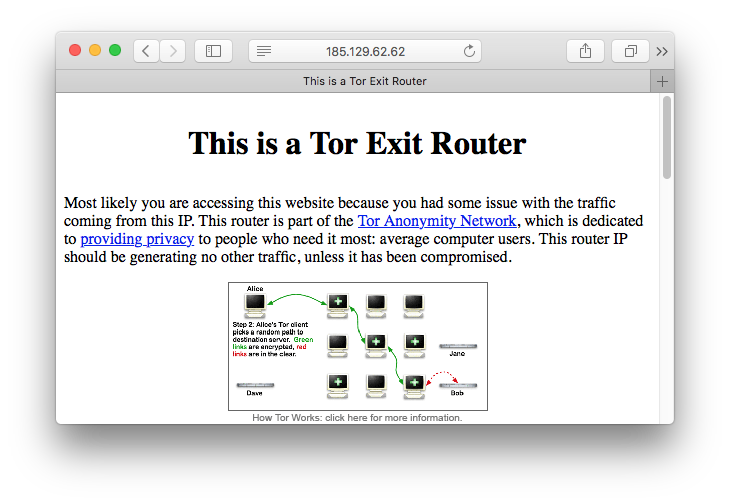 185.129.62.62
This is a Tor Exit Router
This is a Tor Exit Router
Most likely you are accessing this website because you had some issue with the traffic
coming from this IP. This router is part of the Tor Anonymity Network, which is dedicated
to providing privacy to people who need it most: average computer users. This router IP
should be generating no other traffic, unless it has been compromised.
Alice
Step 2: Alice's Tor client
picks a random path to
destination server. Green
links are encrypted, red
links are in the clear.
Jane
Dave
Bob
How Tor Works: click here for more information.